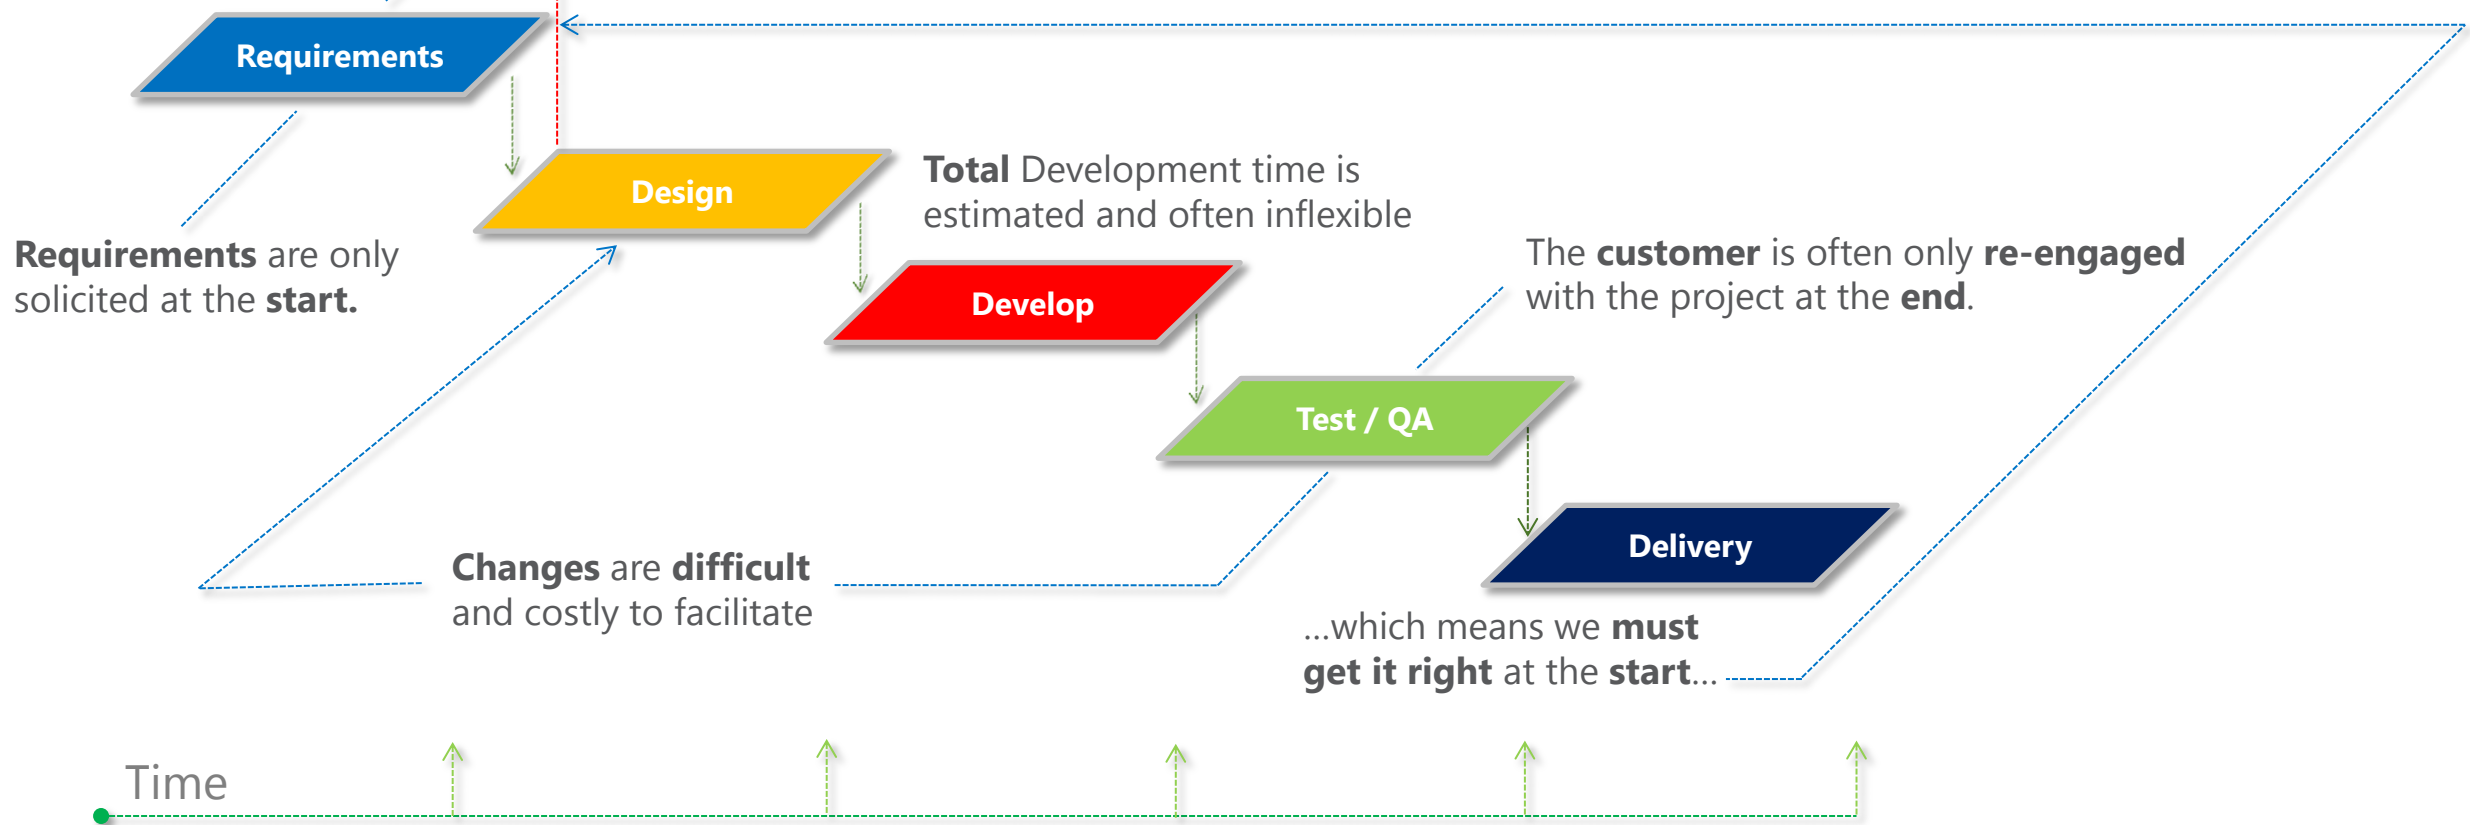 Requirements
Design
Total Development time is
estimated and often inflexible
Requirements are only
solicited at the start.
The customer is often only re-engaged
with the project at the end.
Develop
Test / QA
Delivery
Changes are difficult
and costly to facilitate
...which means we must
get it right at the start...
Time